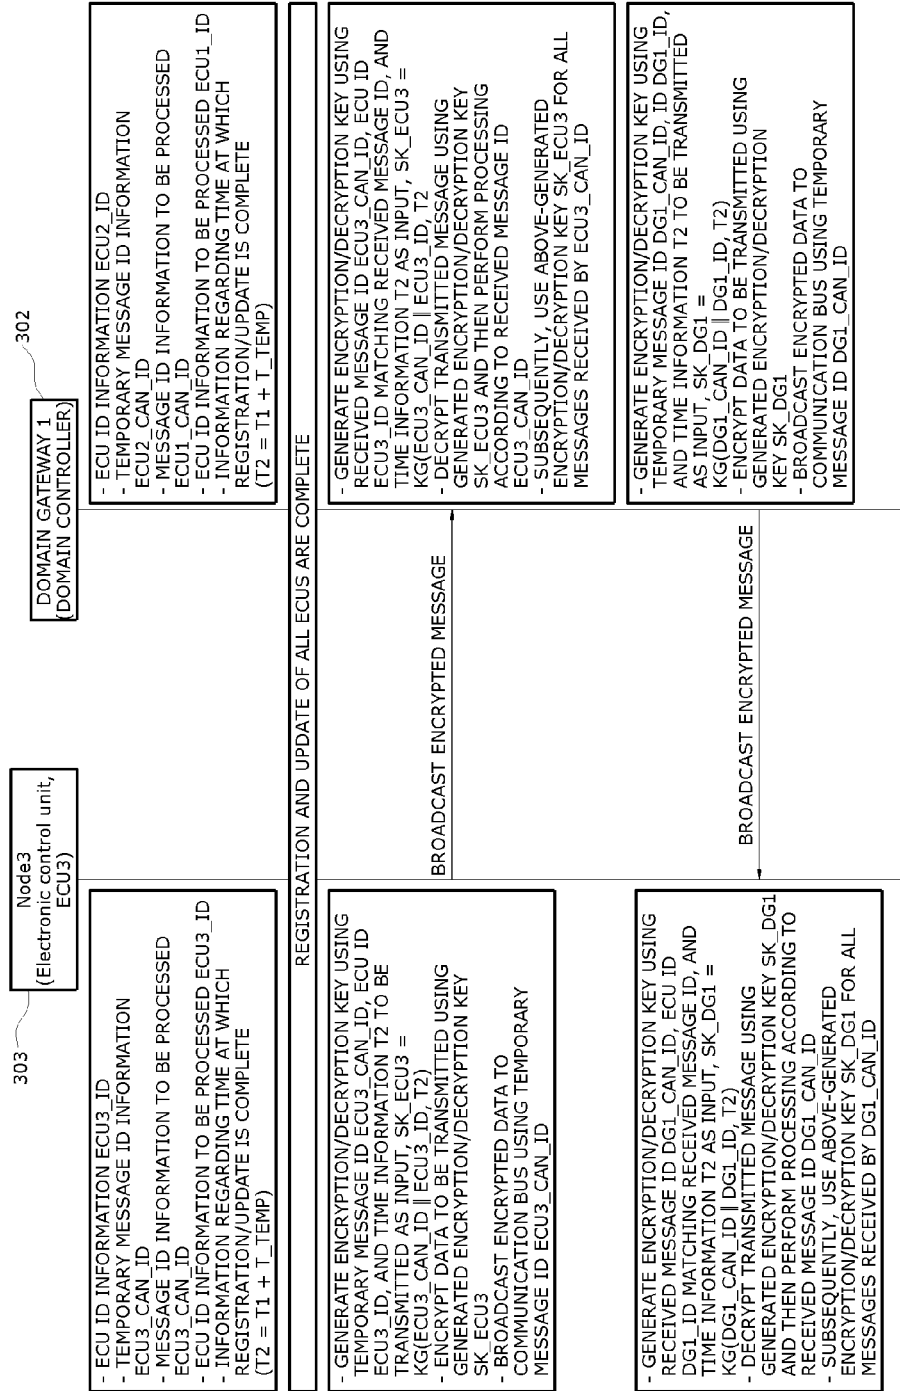 303
Node3
(Electronic control unit,
ECU3)
302
DOMAIN GATEWAY 1
(DOMAIN CONTROLLER)
- ECU ID INFORMATION ECU3_ID
- TEMPORARY MESSAGE ID INFORMATION
ECU3_CAN_ID
- MESSAGE ID INFORMATION TO BE PROCESSED
ECU3_CAN_ID
- ECU ID INFORMATION TO BE PROCESSED ECU3_ID
- INFORMATION REGARDING TIME AT WHICH
REGISTRATION/UPDATE IS COMPLETE
(T2 = T1 + T_TEMP)
- ECU ID INFORMATION ECU2_ID
- TEMPORARY MESSAGE ID INFORMATION
ECU2_CAN_ID
- MESSAGE ID INFORMATION TO BE PROCESSED
ECU1_CAN_ID
- ECU ID INFORMATION TO BE PROCESSED ECU1_ID
- INFORMATION REGARDING TIME AT WHICH
REGISTRATION/UPDATE IS COMPLETE
(T2 = T1 + T_TEMP)
REGISTRATION AND UPDATE OF ALL ECUS ARE COMPLETE
- GENERATE ENCRYPTION/DECRYPTION KEY USING
TEMPORARY MESSAGE ID ECU3_CAN_ID, ECU ID
ECU3_ID, AND TIME INFORMATION T2 TO BE
TRANSMITTED AS INPUT, SK_ECU3 =
KG(ECU3_CAN_ID || ECU3_ID, T2)
- ENCRYPT DATA TO BE TRANSMITTED USING
GENERATED ENCRYPTION/DECRYPTION KEY
SK_ECU3
- BROADCAST ENCRYPTED DATA TO
COMMUNICATION BUS USING TEMPORARY
MESSAGE ID ECU3_CAN_ID
BROADCAST ENCRYPTED MESSAGE
- GENERATE ENCRYPTION/DECRYPTION KEY USING
RECEIVED MESSAGE ID ECU3_CAN_ID, ECU ID
ECU3_ID MATCHING RECEIVED MESSAGE ID, AND
TIME INFORMATION T2 AS INPUT, SK_ECU3 =
KG(ECU3_CAN_ID || ECU3_ID, T2
- DECRYPT TRANSMITTED MESSAGE USING
GENERATED ENCRYPTION/DECRYPTION KEY
SK_ECU3 AND THEN PERFORM PROCESSING
ACCORDING TO RECEIVED MESSAGE ID
ECU3_CAN_ID
- SUBSEQUENTLY, USE ABOVE-GENERATED
ENCRYPTION/DECRYPTION KEY SK_ECU3 FOR ALL
MESSAGES RECEIVED BY ECU3_CAN_ID
- GENERATE ENCRYPTION/DECRYPTION KEY USING
RECEIVED MESSAGE ID DG1_CAN_ID, ECU ID
DG1_ID MATCHING RECEIVED MESSAGE ID, AND
TIME INFORMATION T2 AS INPUT, SK_DG1 =
KG(DG1_CAN_ID || DG1_ID, T2)
- DECRYPT TRANSMITTED MESSAGE USING
GENERATED ENCRYPTION/DECRYPTION KEY SK_DG1
AND THEN PERFORM PROCESSING ACCORDING TO
RECEIVED MESSAGE ID DG1_CAN_ID
- SUBSEQUENTLY, USE ABOVE-GENERATED
ENCRYPTION/DECRYPTION KEY SK_DG1 FOR ALL
MESSAGES RECEIVED BY DG1_CAN_ID
BROADCAST ENCRYPTED MESSAGE
- GENERATE ENCRYPTION/DECRYPTION KEY USING
TEMPORARY MESSAGE ID DG1_CAN_ID, ID DG1_ID,
AND TIME INFORMATION T2 TO BE TRANSMITTED
AS INPUT, SK_DG1 =
KG(DG1_CAN_ID || DG1_ID, T2)
- ENCRYPT DATA TO BE TRANSMITTED USING
GENERATED ENCRYPTION/DECRYPTION
KEY SK_DG1
- BROADCAST ENCRYPTED DATA TO
COMMUNICATION BUS USING TEMPORARY
MESSAGE ID DG1_CAN_ID